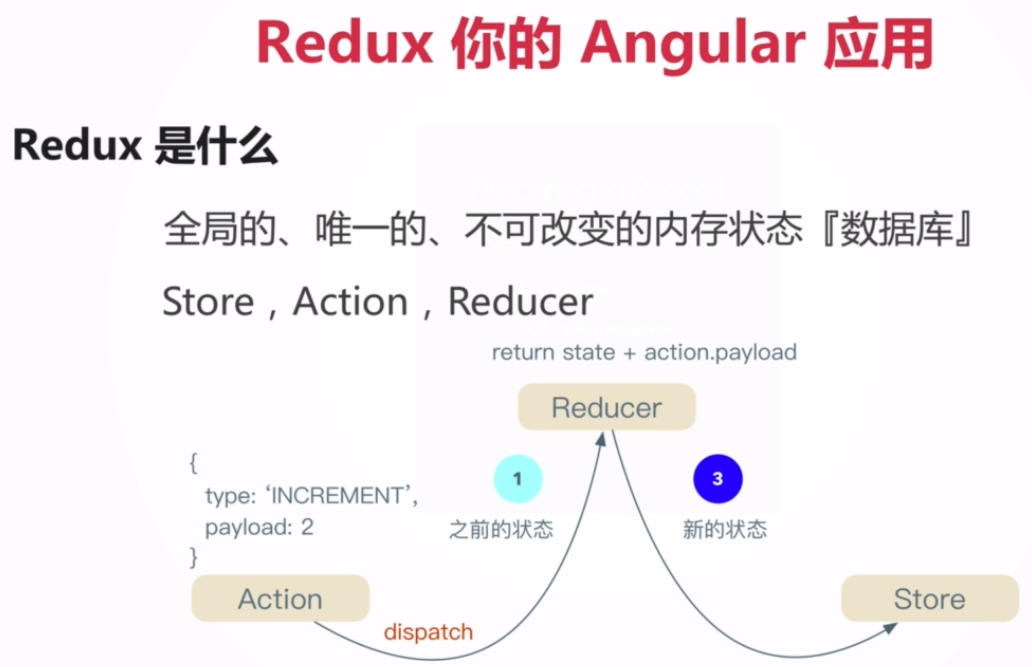 Redux 你的 Angular 应用
Redux 是什么
全局的、唯一的、不可改变的内存状态『数据库』
Store，Action，Reducer
return state + action.payload
Reducer
{
type: ‘INCREMENT’,
payload: 2
}
1
之前的状态
3
新的状态
Action
dispatch
Store